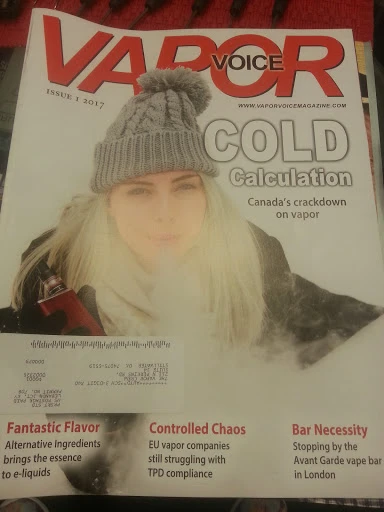 VAPOR
VOICE
ISSUE 1 2017
WWW.VAPORVOICEMAGAZINE.COM
COLD
Calculation
Canada's crackdown
on vapor
Fantastic Flavor
Alternative ingredients
brings the essence
to e-liquids
Controlled Chaos
EU vapor companies
still struggling with
TPD compliance
Bar Necessity
Stopping by the
Avant Garde vape bar
in London